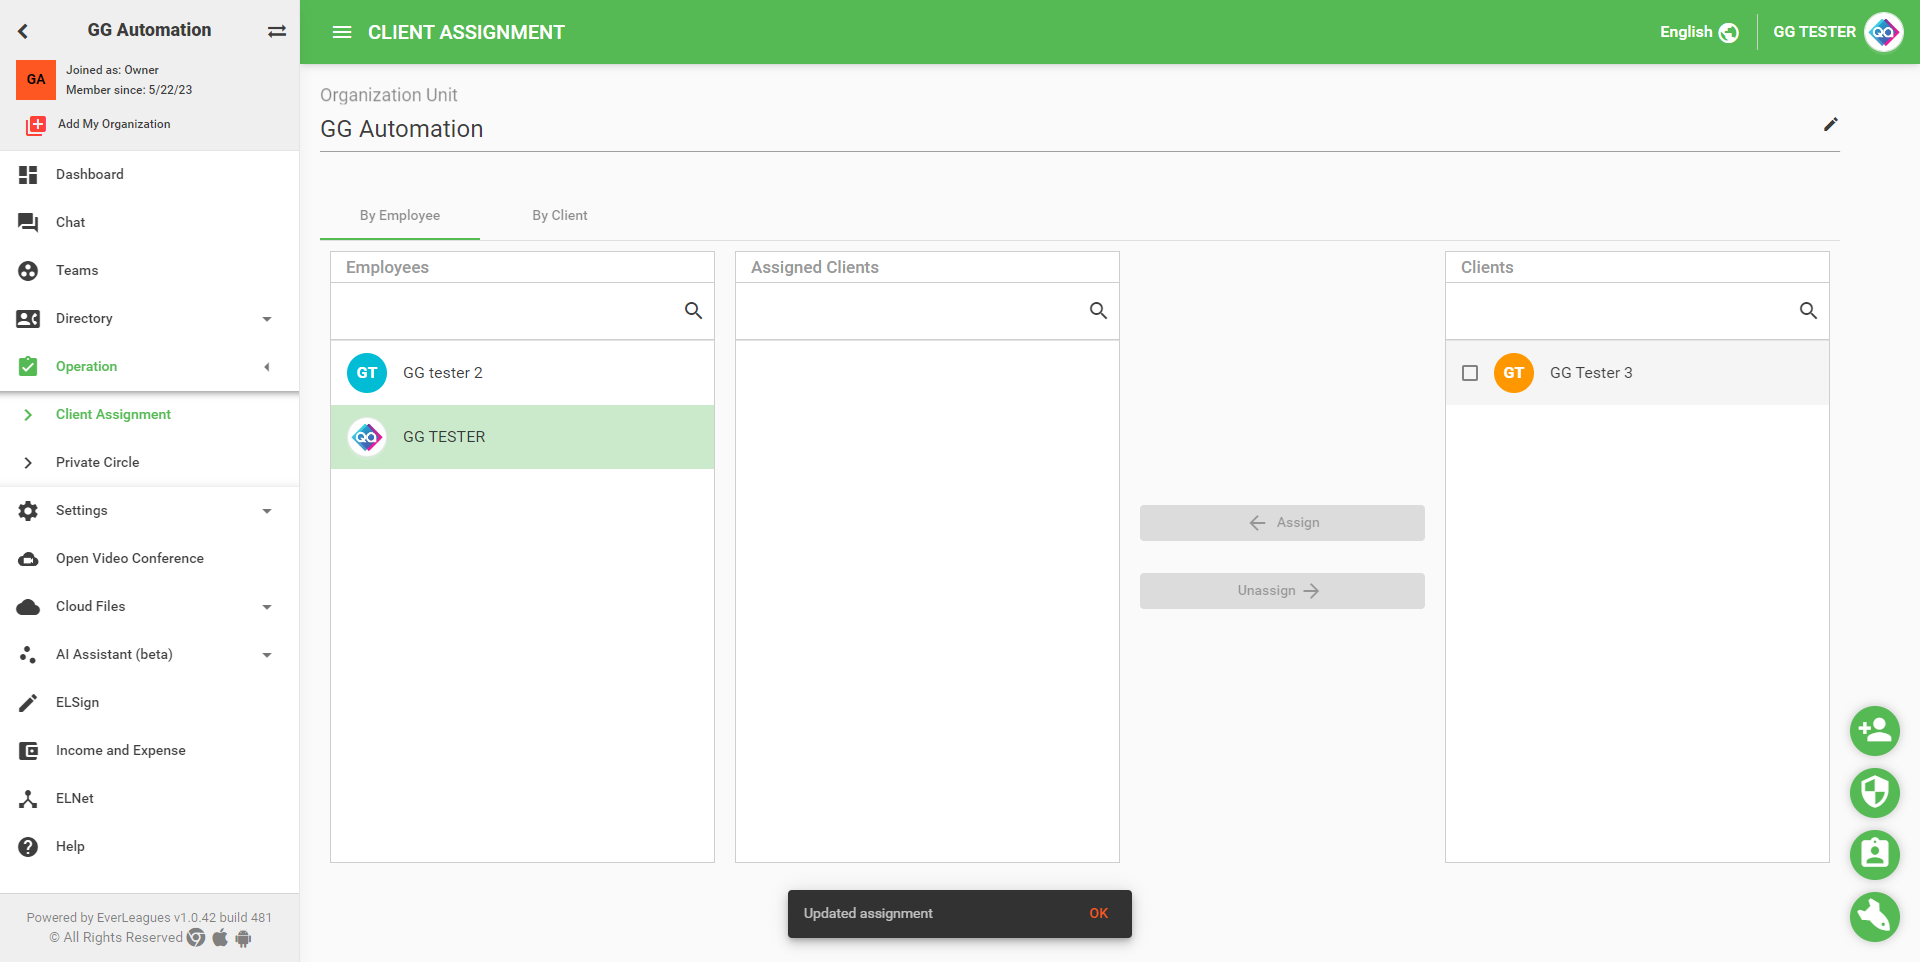 GG Automation
GA
Joined as: Owner
Member since: 5/22/23
Add My Organization
Dashboard
Chat
Teams
Directory
Operation
Client Assignment
Private Circle
Settings
Open Video Conference
Cloud Files
AI Assistant (beta)
ELSign
Income and Expense
ELNet
Help
Powered by EverLeagues v1.0.42 build 481
© All Rights Reserved
CLIENT ASSIGNMENT
English
GG TESTER
QA
Organization Unit
GG Automation
By Employee
By Client
Employees
GT
GG tester 2
QA
GG TESTER
Assigned Clients
Assign
Unassign
Clients
GT
GG Tester 3
Updated assignment
OK